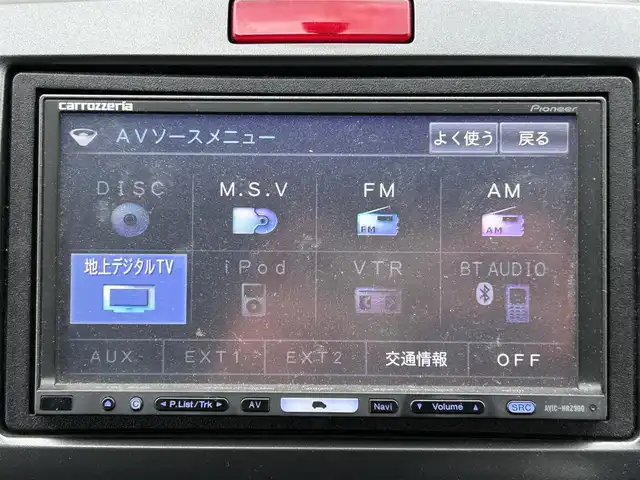 carrozzeria Pioneer
AVソースメニュー よく使う 戻る
DISC M.S.V FM AM
FM AM
地上デジタルTV iPod VTR BT AUDIO
AUX EXT1 EXT2 交通情報 OFF
P.List/Trk AV Navi Volume SRC AVIC-HRZ900